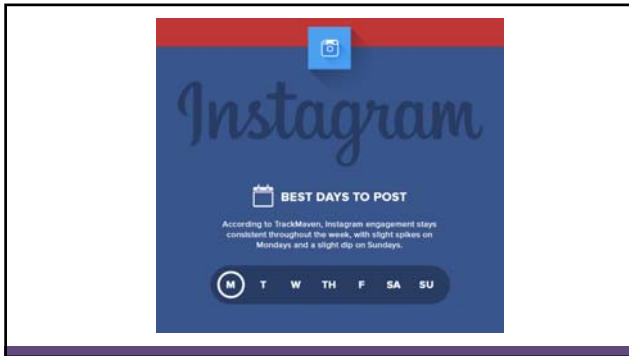 Instagram
BEST DAYS TO POST
According to TrackMaven, Instagram engagement stays
consistent throughout the week, with slight spikes on
Mondays and a slight dip on Sundays.
M T W TH F SA SU